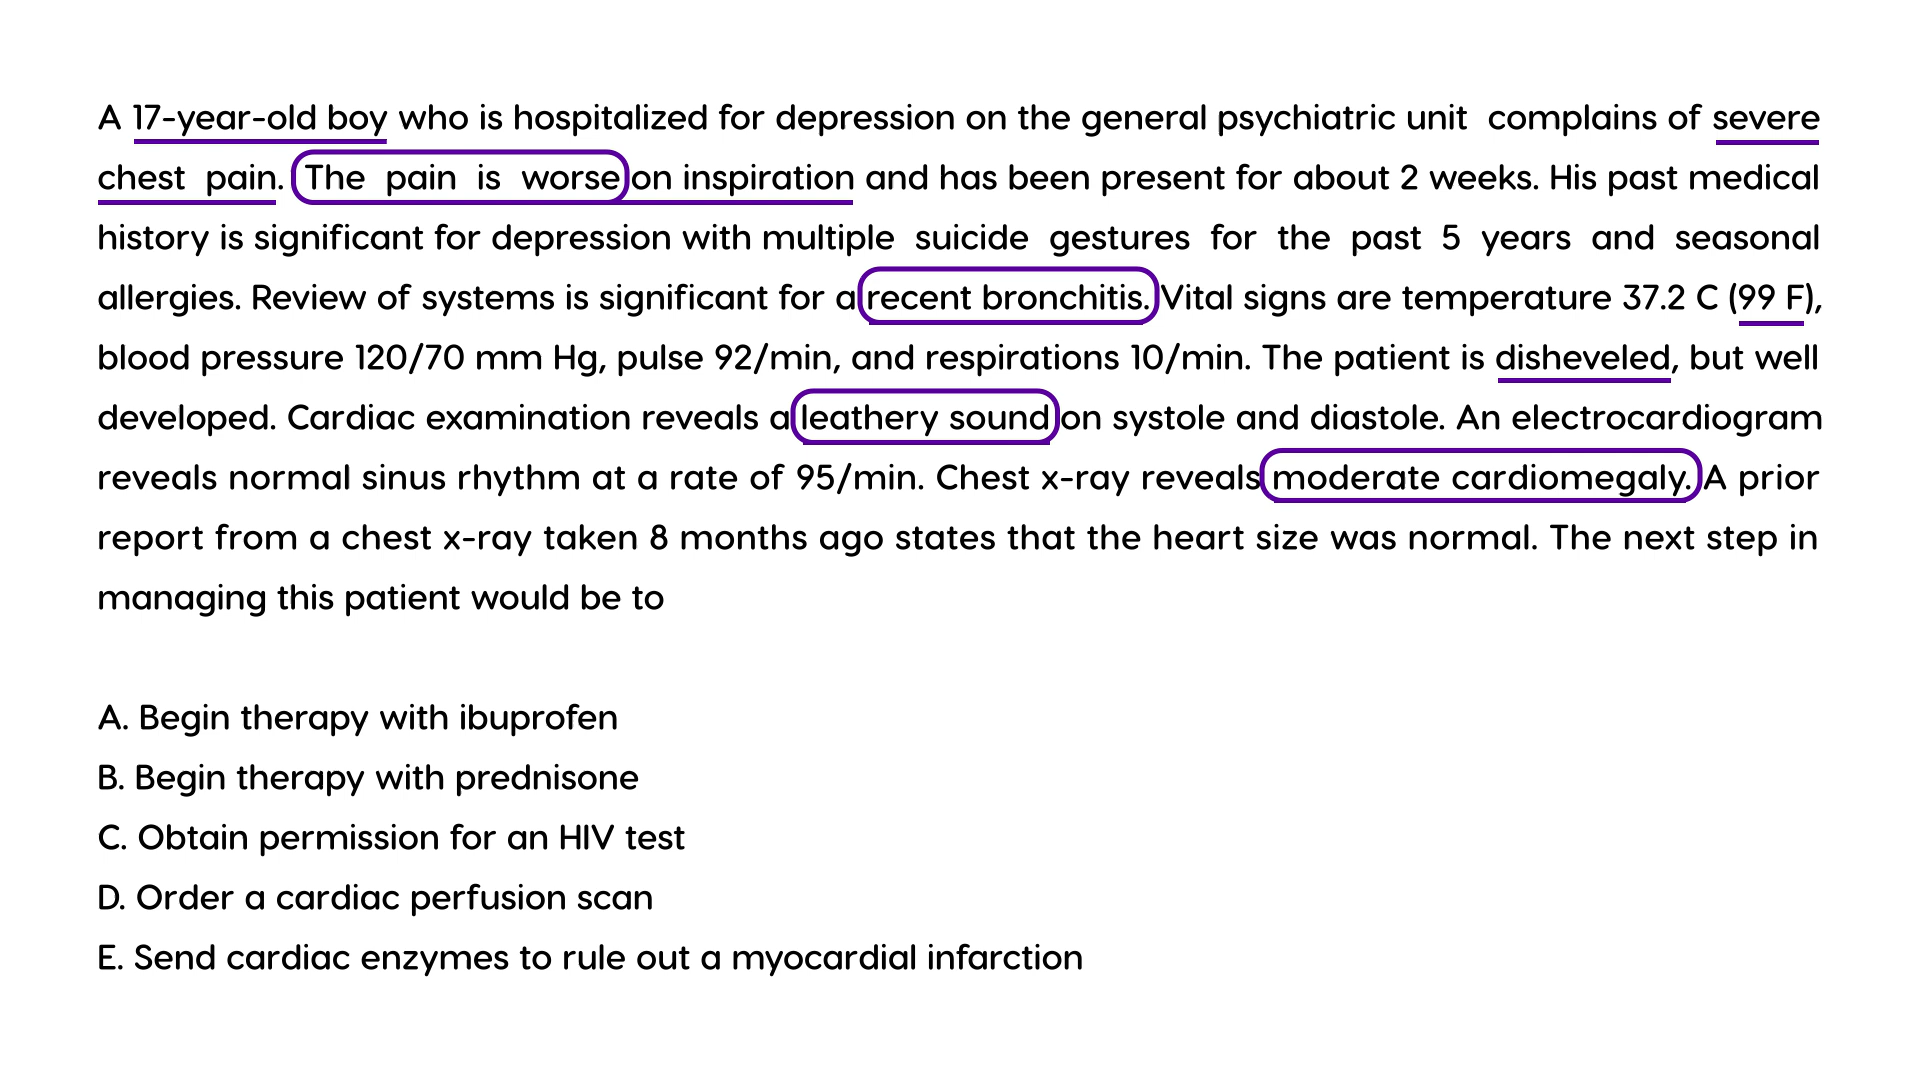 A 17-year-old boy who is hospitalized for depression on the general psychiatric unit complains of severe
chest pain. The pain is worse on inspiration and has been present for about 2 weeks. His past medical
history is significant for depression with multiple suicide gestures for the past 5 years and seasonal
allergies. Review of systems is significant for a recent bronchitis. Vital signs are temperature 37.2 C (99 F),
blood pressure 120/70 mm Hg, pulse 92/min, and respirations 10/min. The patient is disheveled, but well
developed. Cardiac examination reveals a leathery sound on systole and diastole. An electrocardiogram
reveals normal sinus rhythm at a rate of 95/min. Chest x-ray reveals moderate cardiomegaly. A prior
report from a chest x-ray taken 8 months ago states that the heart size was normal. The next step in
managing this patient would be to
A. Begin therapy with ibuprofen
B. Begin therapy with prednisone
C. Obtain permission for an HIV test
D. Order a cardiac perfusion scan
E. Send cardiac enzymes to rule out a myocardial infarction